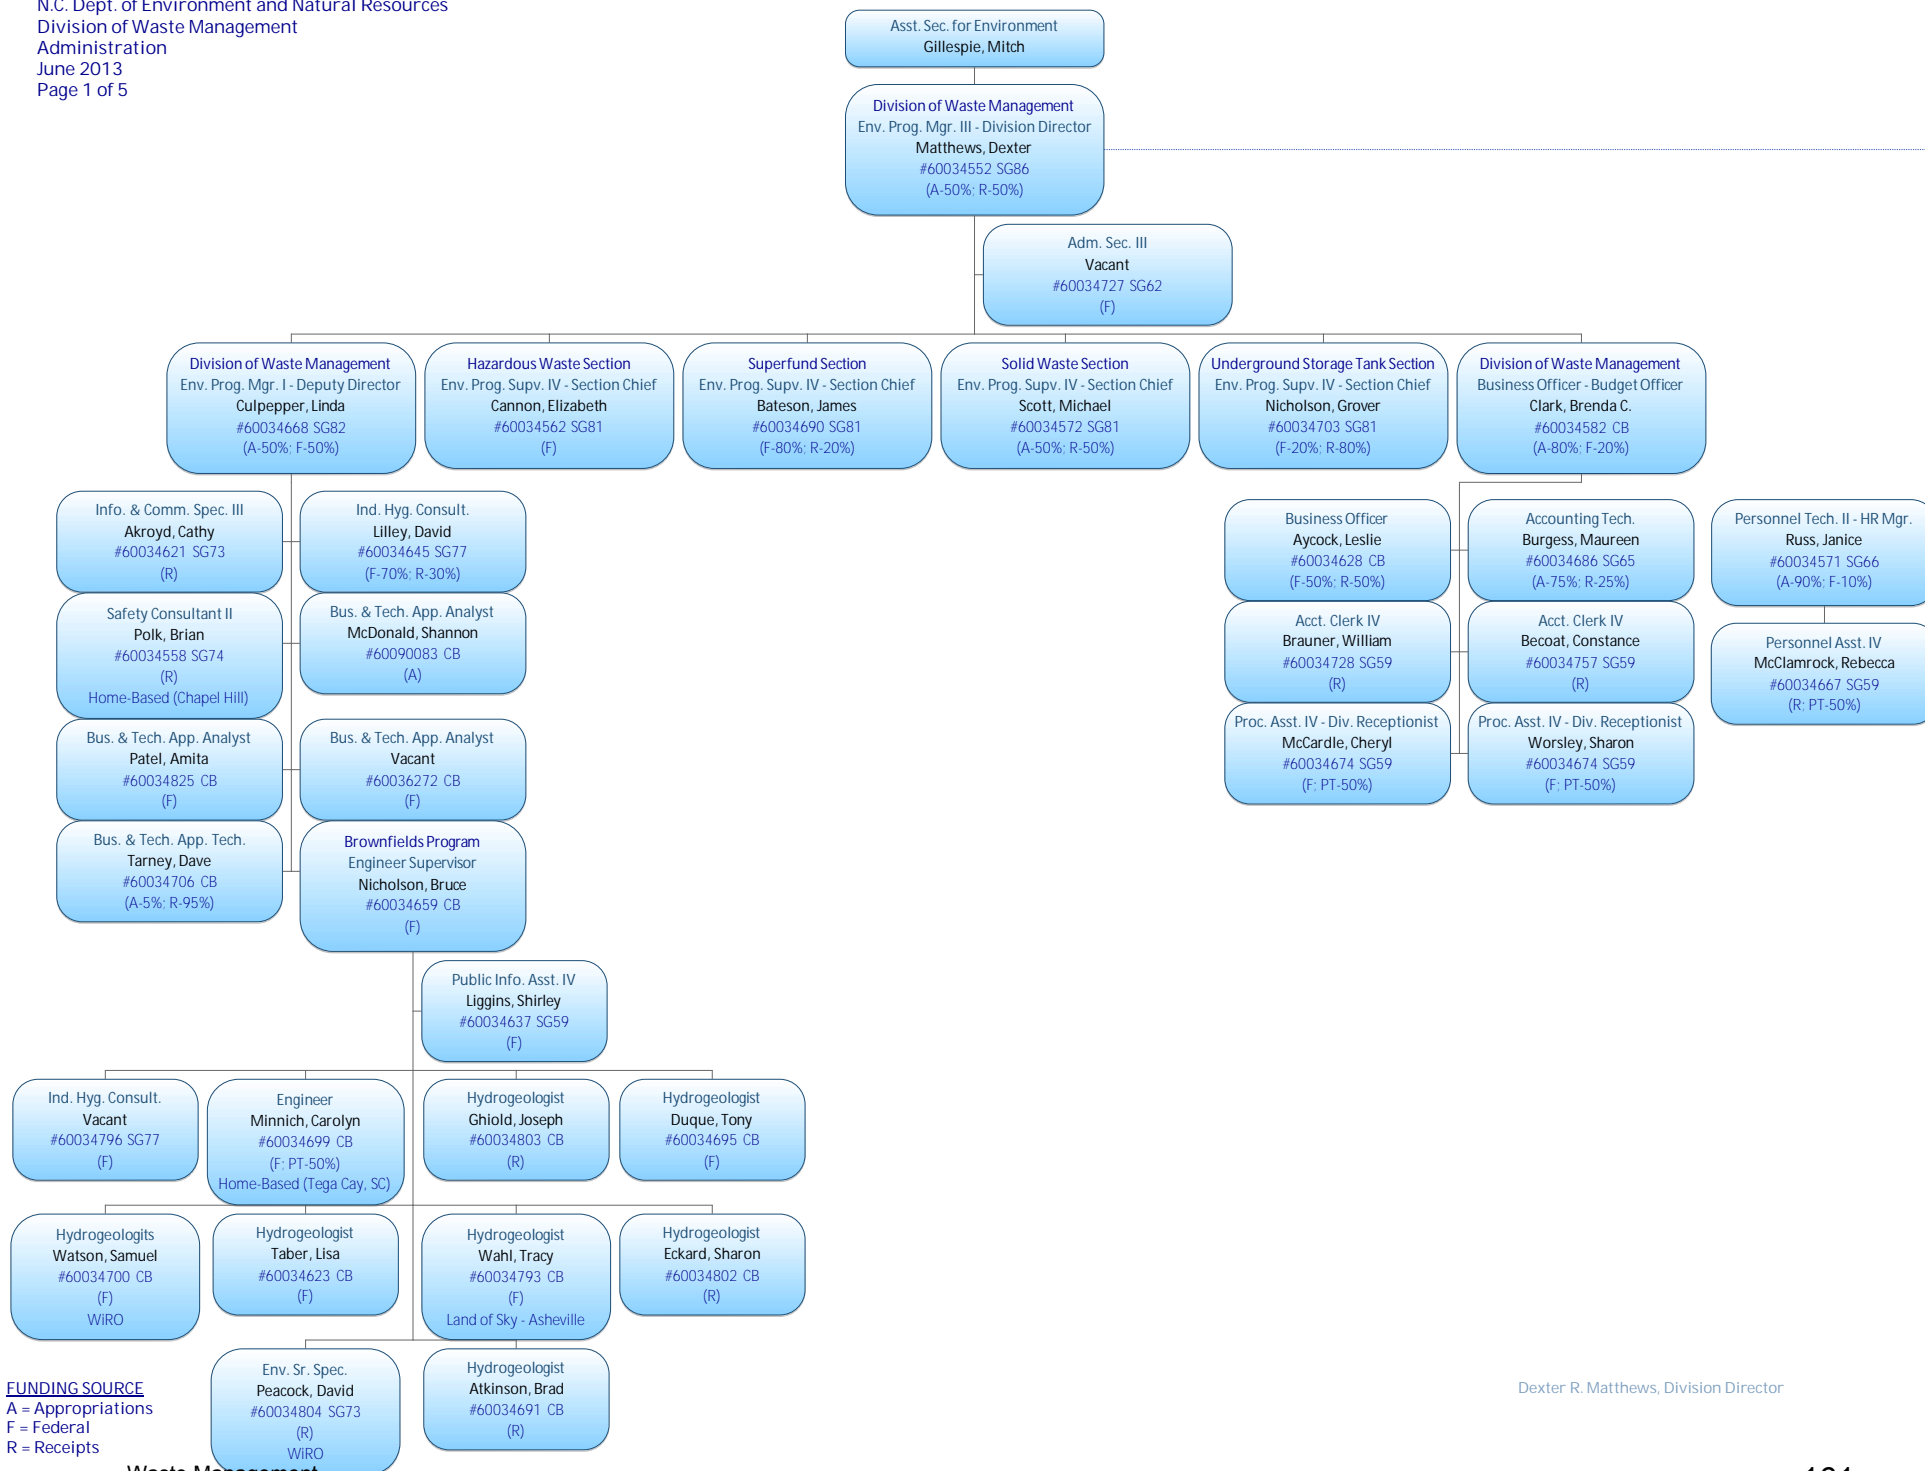 N.C. Dept. of Environment and Natural Resources
Division of Waste Management
Administration
June 2013
Page 1 of 5
Asst. Sec. for Environment
Gillespie, Mitch
Division of Waste Management
Env. Prog. Mgr. III - Division Director
Matthews, Dexter
#60034552 SG86
(A-50%; R-50%)
Adm. Sec. III
Vacant
#60034727 SG62
(F)
Division of Waste Management
Env. Prog. Mgr. I - Deputy Director
Culpepper, Linda
#60034668 SG82
(A-50%; F-50%)
Hazardous Waste Section
Env. Prog. Supv. IV - Section Chief
Cannon, Elizabeth
#60034562 SG81
(F)
Superfund Section
Env. Prog. Supv. IV - Section Chief
Bateson, James
#60034690 SG81
(F-80%; R-20%)
Solid Waste Section
Env. Prog. Supv. IV - Section Chief
Scott, Michael
#60034572 SG81
(A-50%; R-50%)
Underground Storage Tank Section
Env. Prog. Supv. IV - Section Chief
Nicholson, Grover
#60034703 SG81
(F-20%; R-80%)
Division of Waste Management
Business Officer - Budget Officer
Clark, Brenda C.
#60034582 CB
(A-80%; F-20%)
Info. & Comm. Spec. III
Akroyd, Cathy
#60034621 SG73
(R)
Ind. Hyg. Consult.
Lilley, David
#60034645 SG77
(F-70%; R-30%)
Safety Consultant II
Polk, Brian
#60034558 SG74
(R)
Home-Based (Chapel Hill)
Bus. & Tech. App. Analyst
McDonald, Shannon
#60090083 CB
(A)
Bus. & Tech. App. Analyst
Patel, Amita
#60034825 CB
(F)
Bus. & Tech. App. Analyst
Vacant
#60036272 CB
(F)
Bus. & Tech. App. Tech.
Tarney, Dave
#60034706 CB
(A-5%; R-95%)
Brownfields Program
Engineer Supervisor
Nicholson, Bruce
#60034659 CB
(F)
Business Officer
Aycock, Leslie
#60034628 CB
(F-50%; R-50%)
Accounting Tech.
Burgess, Maureen
#60034686 SG65
(A-75%; R-25%)
Personnel Tech. II - HR Mgr.
Russ, Janice
#60034571 SG66
(A-90%; F-10%)
Acct. Clerk IV
Brauner, William
#60034728 SG59
(R)
Acct. Clerk IV
Becoat, Constance
#60034757 SG59
(R)
Personnel Asst. IV
McClamrock, Rebecca
#60034667 SG59
(R; PT-50%)
Proc. Asst. IV - Div. Receptionist
McCardle, Cheryl
#60034674 SG59
(F; PT-50%)
Proc. Asst. IV - Div. Receptionist
Worsley, Sharon
#60034674 SG59
(F; PT-50%)
Public Info. Asst. IV
Liggins, Shirley
#60034637 SG59
(F)
Ind. Hyg. Consult.
Vacant
#60034796 SG77
(F)
Engineer
Minnich, Carolyn
#60034699 CB
(F; PT-50%)
Home-Based (Tega Cay, SC)
Hydrogeologist
Ghiold, Joseph
#60034803 CB
(R)
Hydrogeologist
Duque, Tony
#60034695 CB
(F)
Hydrogeologits
Watson, Samuel
#60034700 CB
(F)
WiRO
Hydrogeologist
Taber, Lisa
#60034623 CB
(F)
Hydrogeologist
Wahl, Tracy
#60034793 CB
(F)
Land of Sky - Asheville
Hydrogeologist
Eckard, Sharon
#60034802 CB
(R)
Env. Sr. Spec.
Peacock, David
#60034804 SG73
(R)
WiRO
Hydrogeologist
Atkinson, Brad
#60034691 CB
(R)
FUNDING SOURCE
A = Appropriations
F = Federal
R = Receipts
Dexter R. Matthews, Division Director
Waste Management